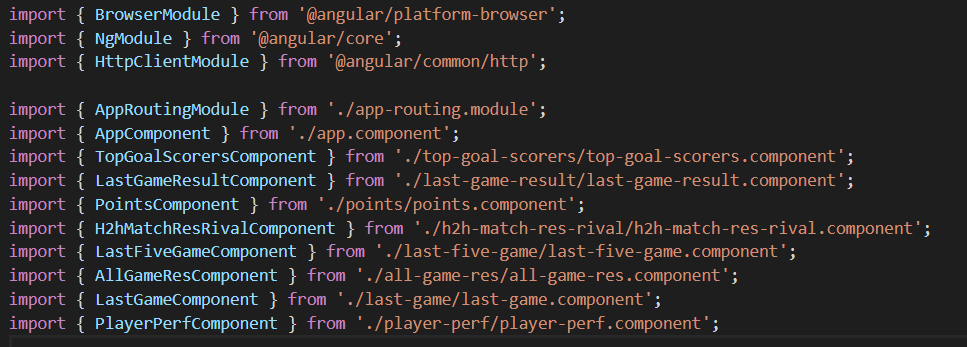 import { BrowserModule } from '@angular/platform-browser';
import { NgModule } from '@angular/core';
import { HttpClientModule } from '@angular/common/http';
import { AppRoutingModule } from './app-routing.module';
import { AppComponent } from './app.component';
import { TopGoalScorersComponent } from './top-goal-scorers/top-goal-scorers.component';
import { LastGameResultComponent } from './last-game-result/last-game-result.component';
import { PointsComponent } from './points/points.component';
import { H2hMatchResRivalComponent } from './h2h-match-res-rival/h2h-match-res-rival.component';
import { LastFiveGameComponent } from './last-five-game/last-five-game.component';
import { AllGameResComponent } from './all-game-res/all-game-res.component';
import { LastGameComponent } from './last-game/last-game.component';
import { PlayerPerfComponent } from './player-perf/player-perf.component';